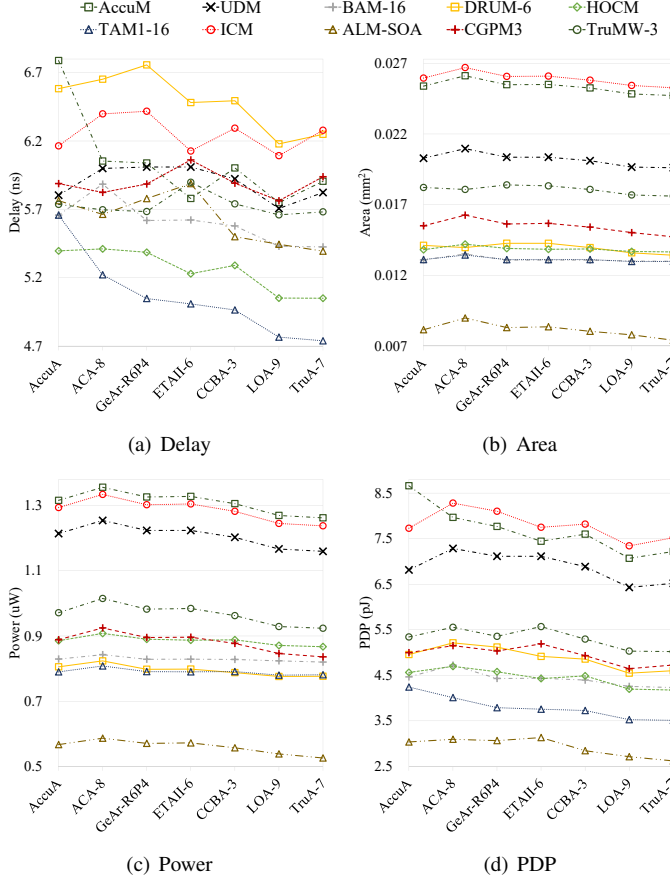 AccuM UDM BAM-16 DRUM-6 HOCM
TAM1-16 ICM ALM-SOA CGPM3 TruMW-3
6.7
6.2
5.7
5.2
4.7
Delay (ns)
AccuA
ACA-8
GeAr-R6P4
ETAII-6
CCBA-3
LOA-9
TruA-7
(a) Delay
0.027
0.022
0.017
0.012
0.007
Area (mm²)
AccuA
ACA-8
GeAr-R6P4
ETAII-6
CCBA-3
LOA-9
TruA-7
(b) Area
1.3
1.1
0.9
0.7
0.5
Power (uW)
AccuA
ACA-8
GeAr-R6P4
ETAII-6
CCBA-3
LOA-9
TruA-7
(c) Power
8.5
7.5
6.5
5.5
4.5
3.5
2.5
PDP (pJ)
AccuA
ACA-8
GeAr-R6P4
ETAII-6
CCBA-3
LOA-9
TruA-7
(d) PDP